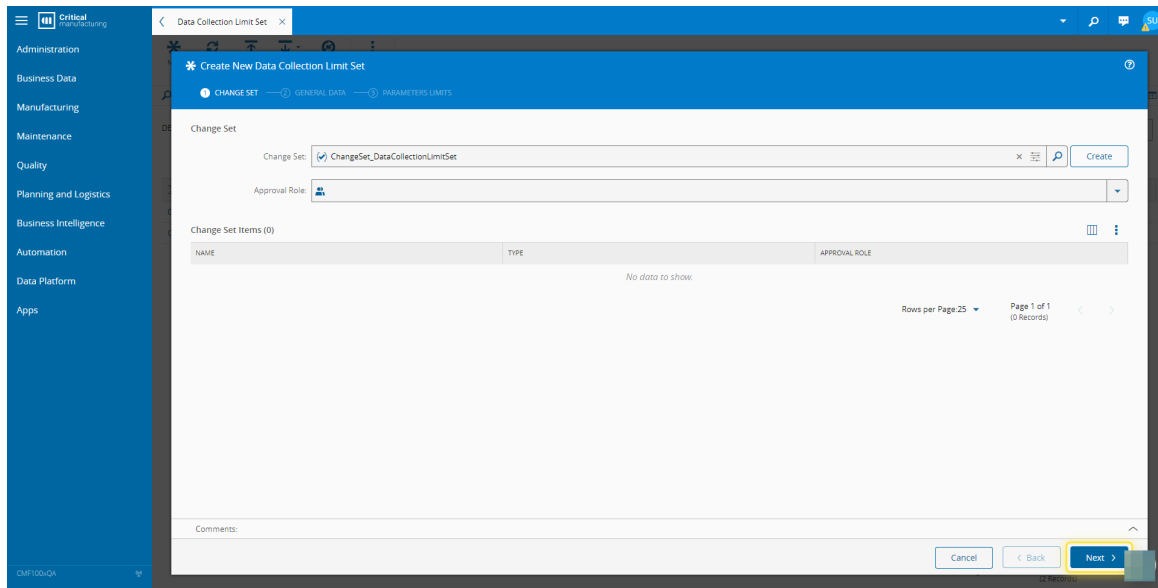 Critical manufacturing
Data Collection Limit Set
SU
Administration
Business Data
Manufacturing
Maintenance
Quality
Planning and Logistics
Business Intelligence
Automation
Data Platform
Apps
CMF100xQA
Create New Data Collection Limit Set
1 CHANGE SET 2 GENERAL DATA 3 PARAMETERS LIMITS
Change Set
Change Set: ChangeSet_DataCollectionLimitSet Create
Approval Role:
Change Set Items (0)
NAME TYPE APPROVAL ROLE
No data to show.
Rows per Page:25 Page 1 of 1
(0 Records)
Comments:
Cancel < Back Next >
(2 Records)